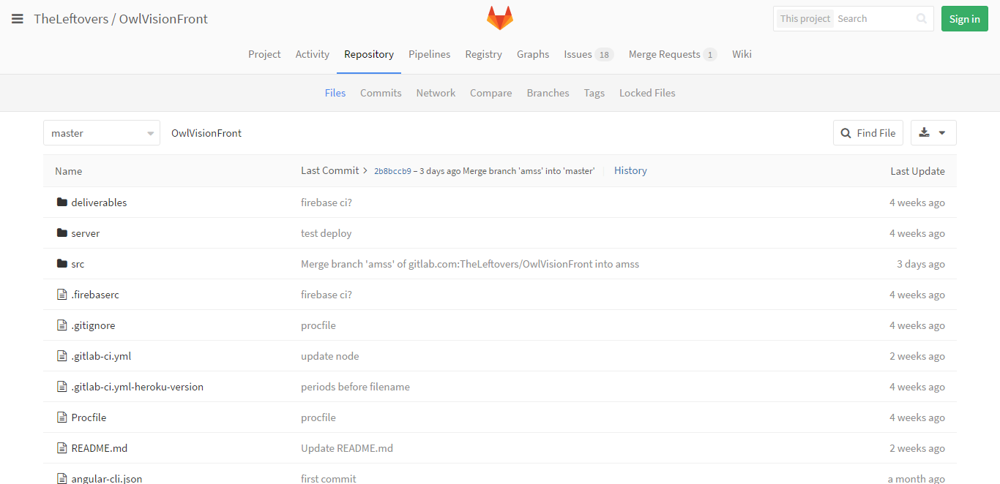 TheLeftovers / OwlVisionFront This project Search Sign in
Project Activity Repository Pipelines Registry Graphs Issues 18 Merge Requests 1 Wiki
Files Commits Network Compare Branches Tags Locked Files
master OwlVisionFront Find File
Name Last Commit > 2b8bccb9 – 3 days ago Merge branch 'amss' into 'master' History Last Update
deliverables firebase ci? 4 weeks ago
server test deploy 4 weeks ago
src Merge branch 'amss' of gitlab.com:TheLeftovers/OwlVisionFront into amss 3 days ago
.firebaserc firebase ci? 4 weeks ago
.gitignore procfile 4 weeks ago
.gitlab-ci.yml update node 2 weeks ago
.gitlab-ci.yml-heroku-version periods before filename 4 weeks ago
Procfile procfile 4 weeks ago
README.md Update README.md 2 weeks ago
angular-cli.json first commit a month ago